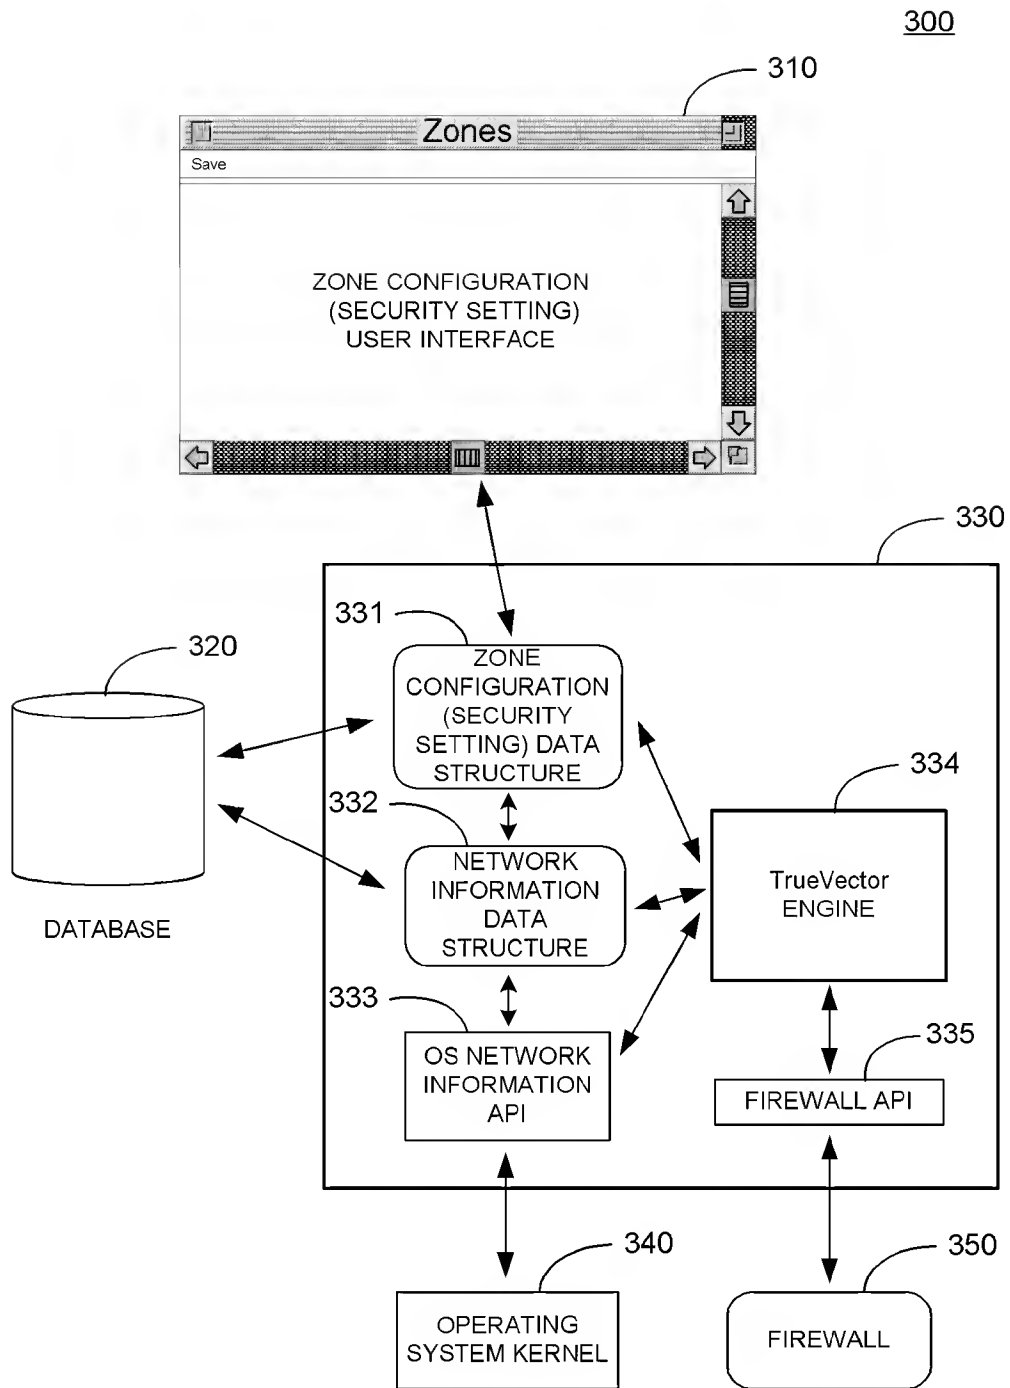 300
310
Zones
Save
ZONE CONFIGURATION
(SECURITY SETTING)
USER INTERFACE
330
331
320
ZONE
CONFIGURATION
(SECURITY
SETTING) DATA
STRUCTURE
334
332
NETWORK
INFORMATION
DATA
STRUCTURE
TrueVector
ENGINE
DATABASE
333
OS NETWORK
INFORMATION
API
335
FIREWALL API
340
350
OPERATING
SYSTEM KERNEL
FIREWALL